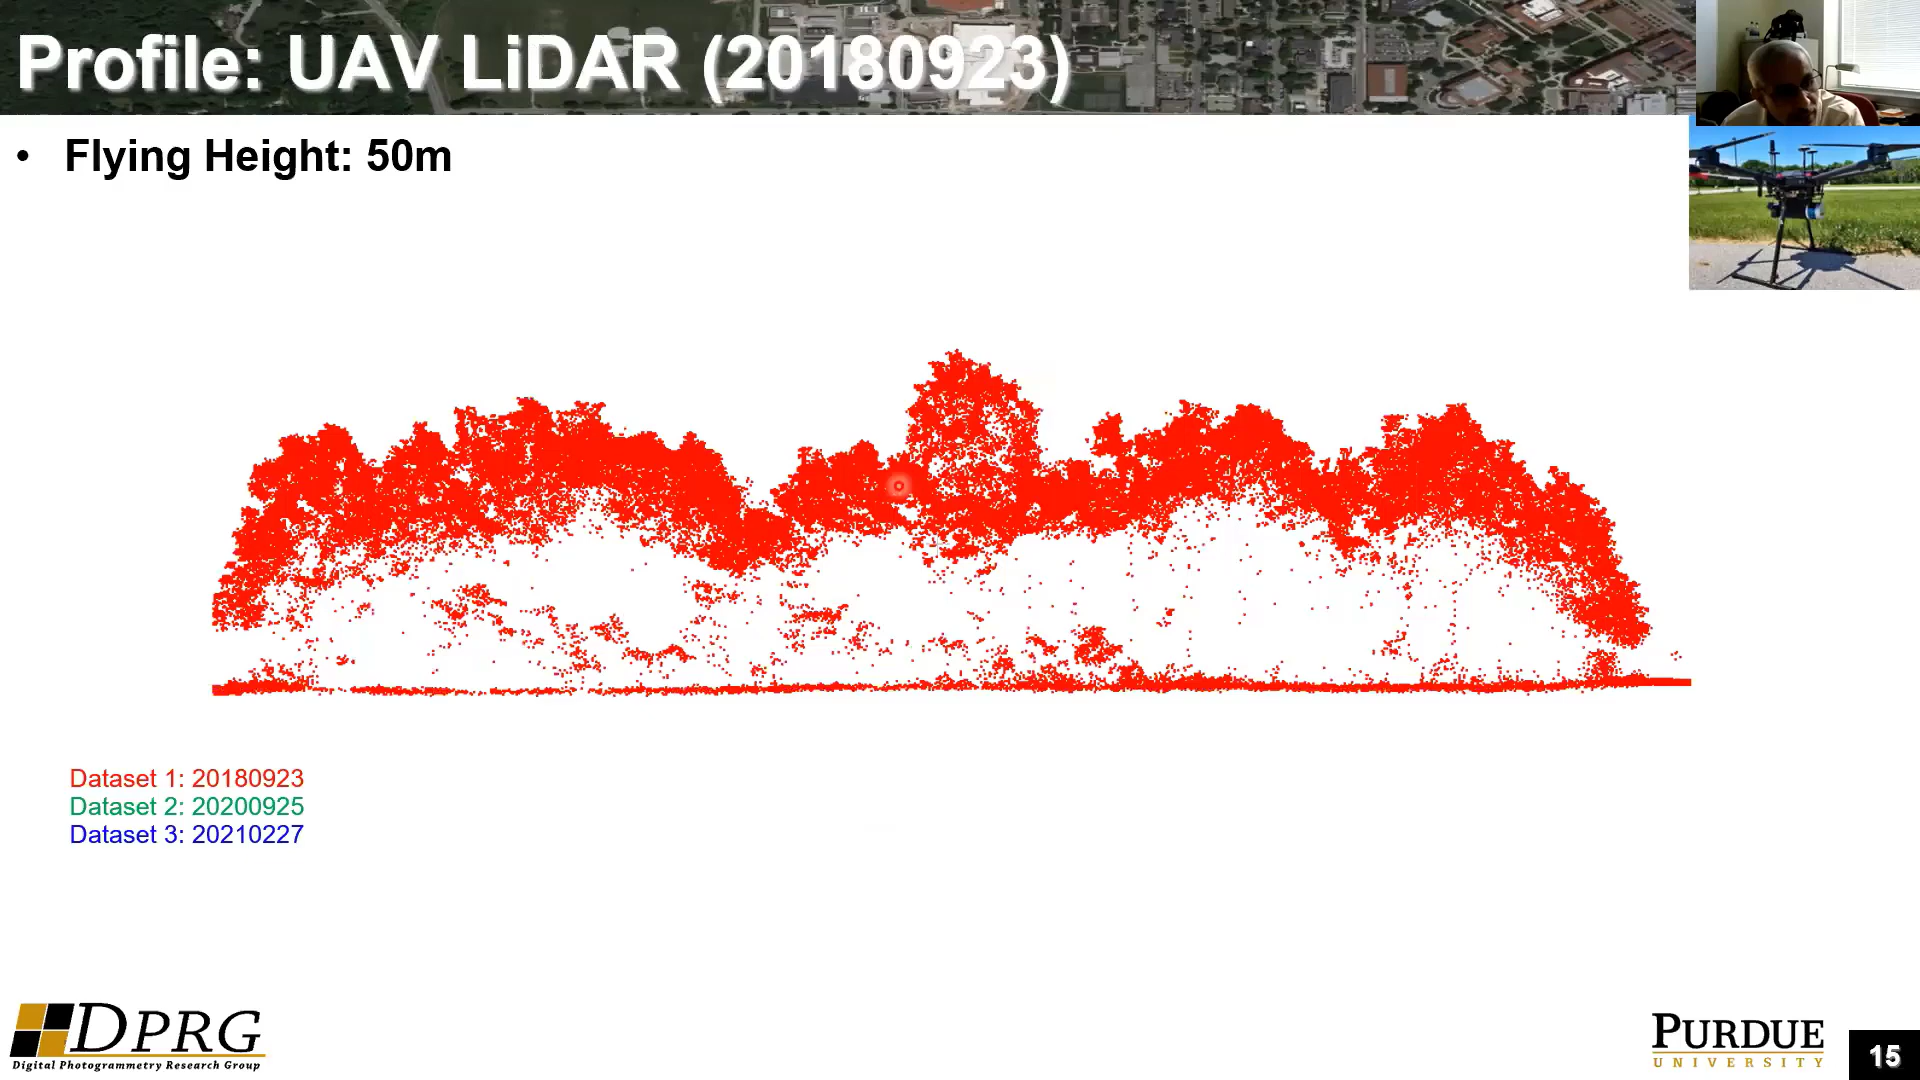 Profile: UAV LiDAR (20180923)
• Flying Height: 50m
Dataset 1: 20180923
Dataset 2: 20200925
Dataset 3: 20210227
DPRG
Digital Photogrammetry Research Group
PURDUE
UNIVERSITY
15